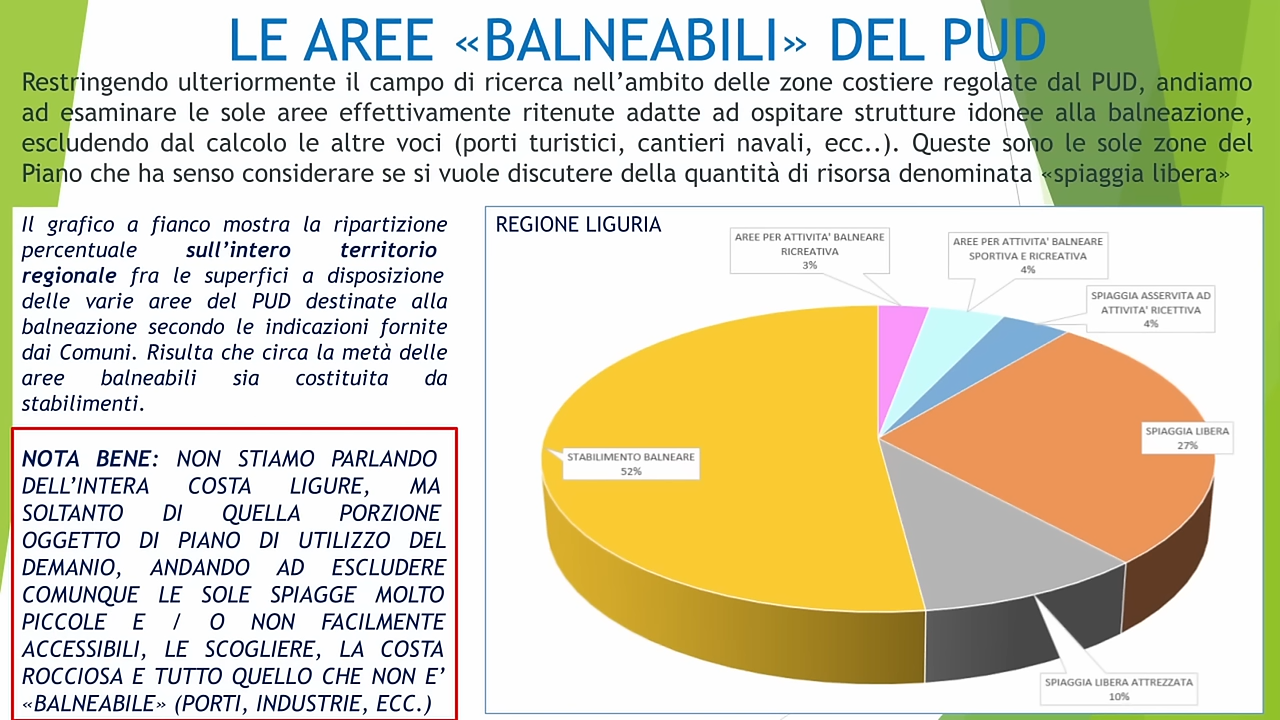 LE AREE «BALNEABILI» DEL PUD
Restringendo ulteriormente il campo di ricerca nell’ambito delle zone costiere regolate dal PUD, andiamo
ad esaminare le sole aree effettivamente ritenute adatte ad ospitare strutture idonee alla balneazione,
escludendo dal calcolo le altre voci (porti turistici, cantieri navali, ecc..). Queste sono le sole zone del
Piano che ha senso considerare se si vuole discutere della quantità di risorsa denominata «spiaggia libera»
Il grafico a fianco mostra la ripartizione
percentuale sull’intero territorio
regionale fra le superfici a disposizione
delle varie aree del PUD destinate alla
balneazione secondo le indicazioni fornite
dai Comuni. Risulta che circa la metà delle
aree balneabili sia costituita da
stabilimenti.
NOTA BENE: NON STIAMO PARLANDO
DELL’INTERA COSTA LIGURE, MA
SOLTANTO DI QUELLA PORZIONE
OGGETTO DI PIANO DI UTILIZZO DEL
DEMANIO, ANDANDO AD ESCLUDERE
COMUNQUE LE SOLE SPIAGGE MOLTO
PICCOLE E / O NON FACILMENTE
ACCESSIBILI, LE SCOGLIERE, LA COSTA
ROCCIOSA E TUTTO QUELLO CHE NON E’
«BALNEABILE» (PORTI, INDUSTRIE, ECC.)
REGIONE LIGURIA
AREE PER ATTIVITA' BALNEARE
RICREATIVA
3%
AREE PER ATTIVITA' BALNEARE
SPORTIVA E RICREATIVA
4%
SPIAGGIA ASSERVITA AD
ATTIVITA' RICETTIVA
4%
SPIAGGIA LIBERA
27%
STABILIMENTO BALNEARE
52%
SPIAGGIA LIBERA ATTREZZATA
10%